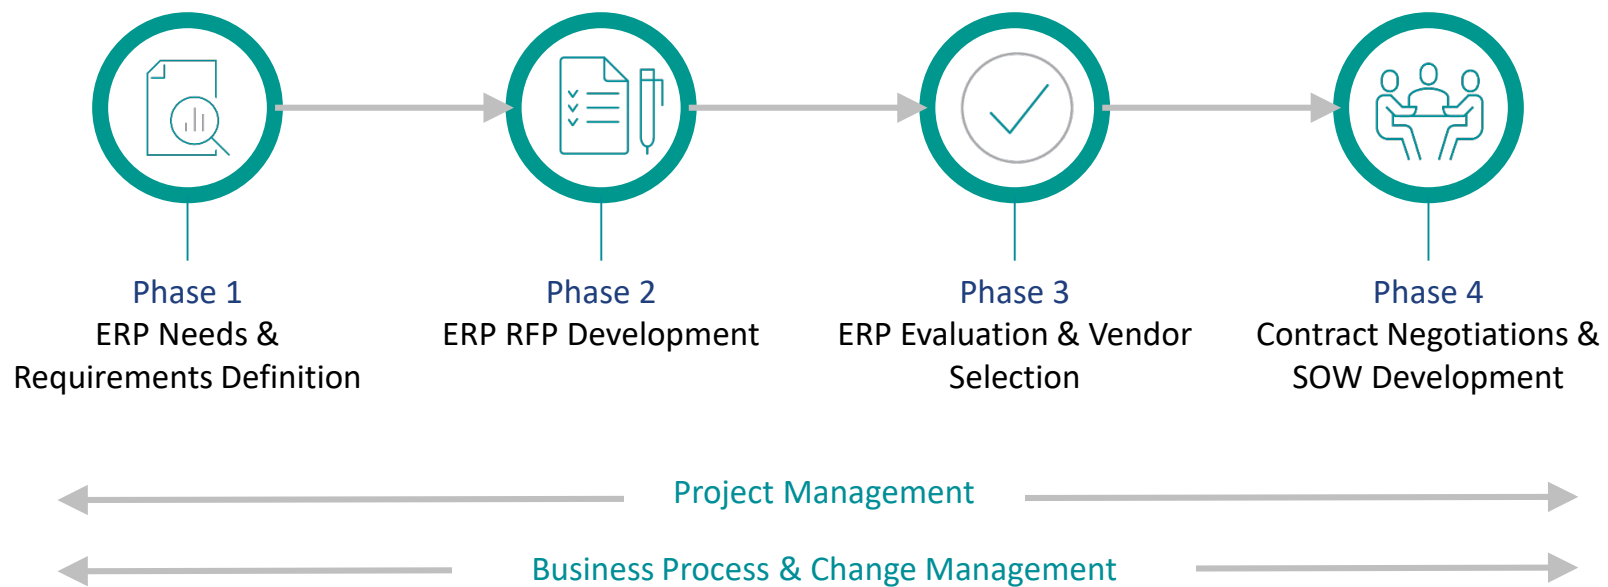 Phase 1
ERP Needs &
Requirements Definition
Phase 2
ERP RFP Development
Phase 3
ERP Evaluation & Vendor
Selection
Phase 4
Contract Negotiations &
SOW Development
Project Management
Business Process & Change Management